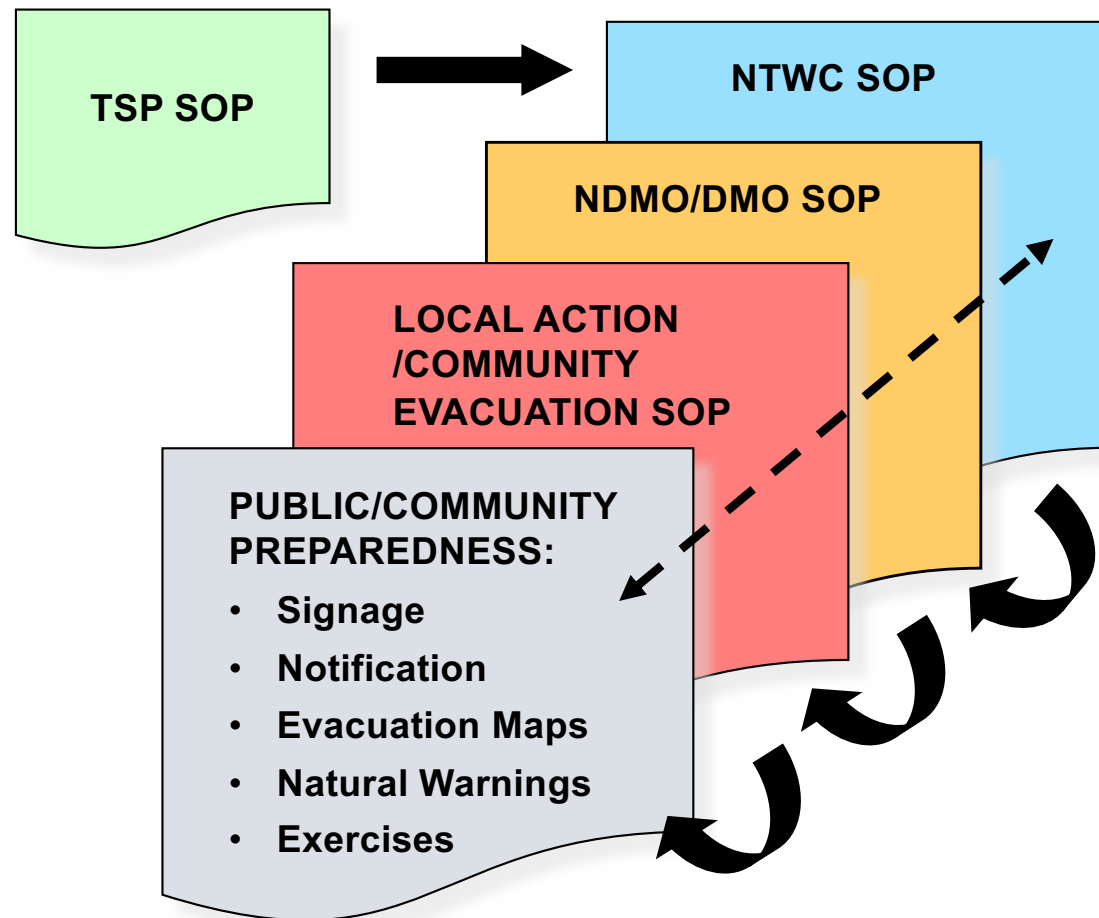 TSP SOP
NTWC SOP
NDMO/DMO SOP
LOCAL ACTION
/COMMUNITY
EVACUATION SOP
PUBLIC/COMMUNITY
PREPAREDNESS:
• Signage
• Notification
• Evacuation Maps
• Natural Warnings
• Exercises